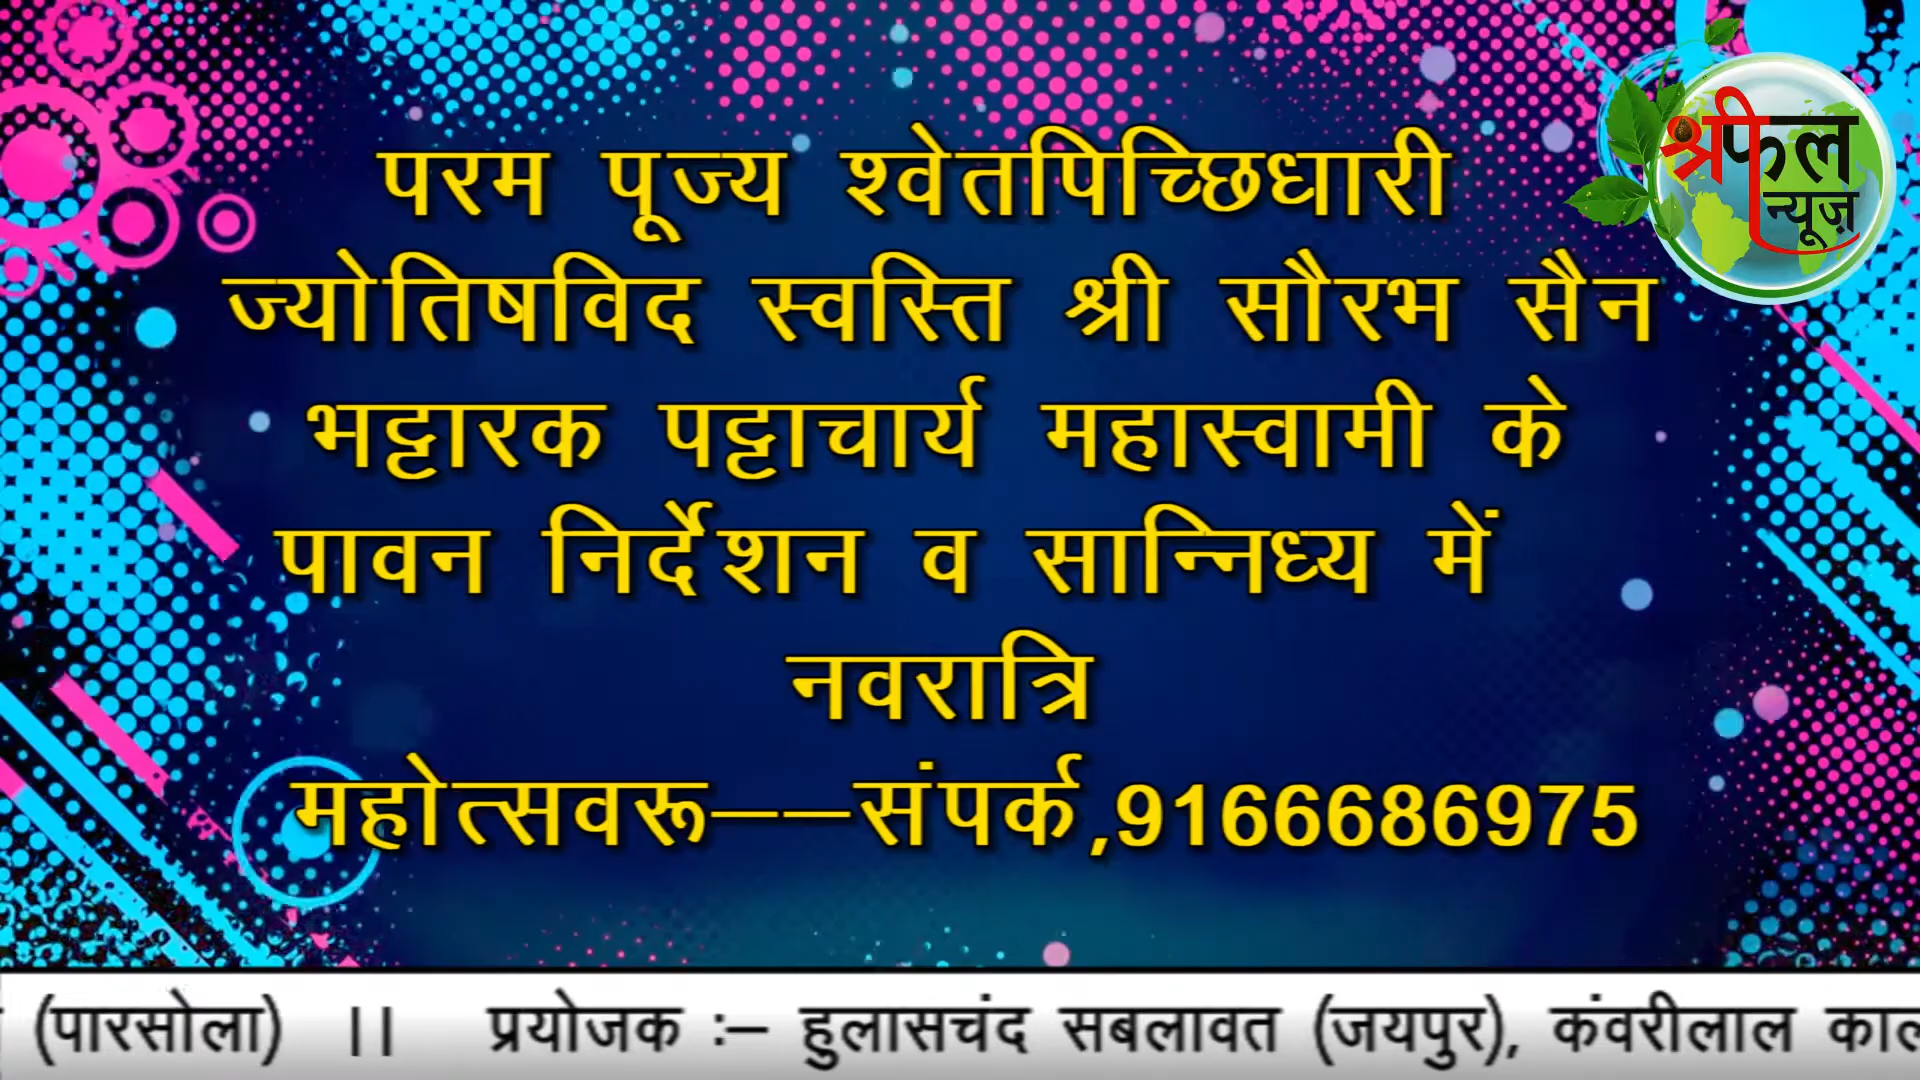 श्रीफल
न्यूज़
परम पूज्य श्वेतपिच्छिधारी
ज्योतिषविद स्वस्ति श्री सौरभ सैन
भट्टारक पट्टाचार्य महास्वामी के
पावन निर्देशन व सान्निध्य में
नवरात्रि
महोत्सवरू——संपर्क,9166686975
(पारसोला) ।। प्रयोजक :– हुलासचंद सबलावत (जयपुर), कंवरीलाल